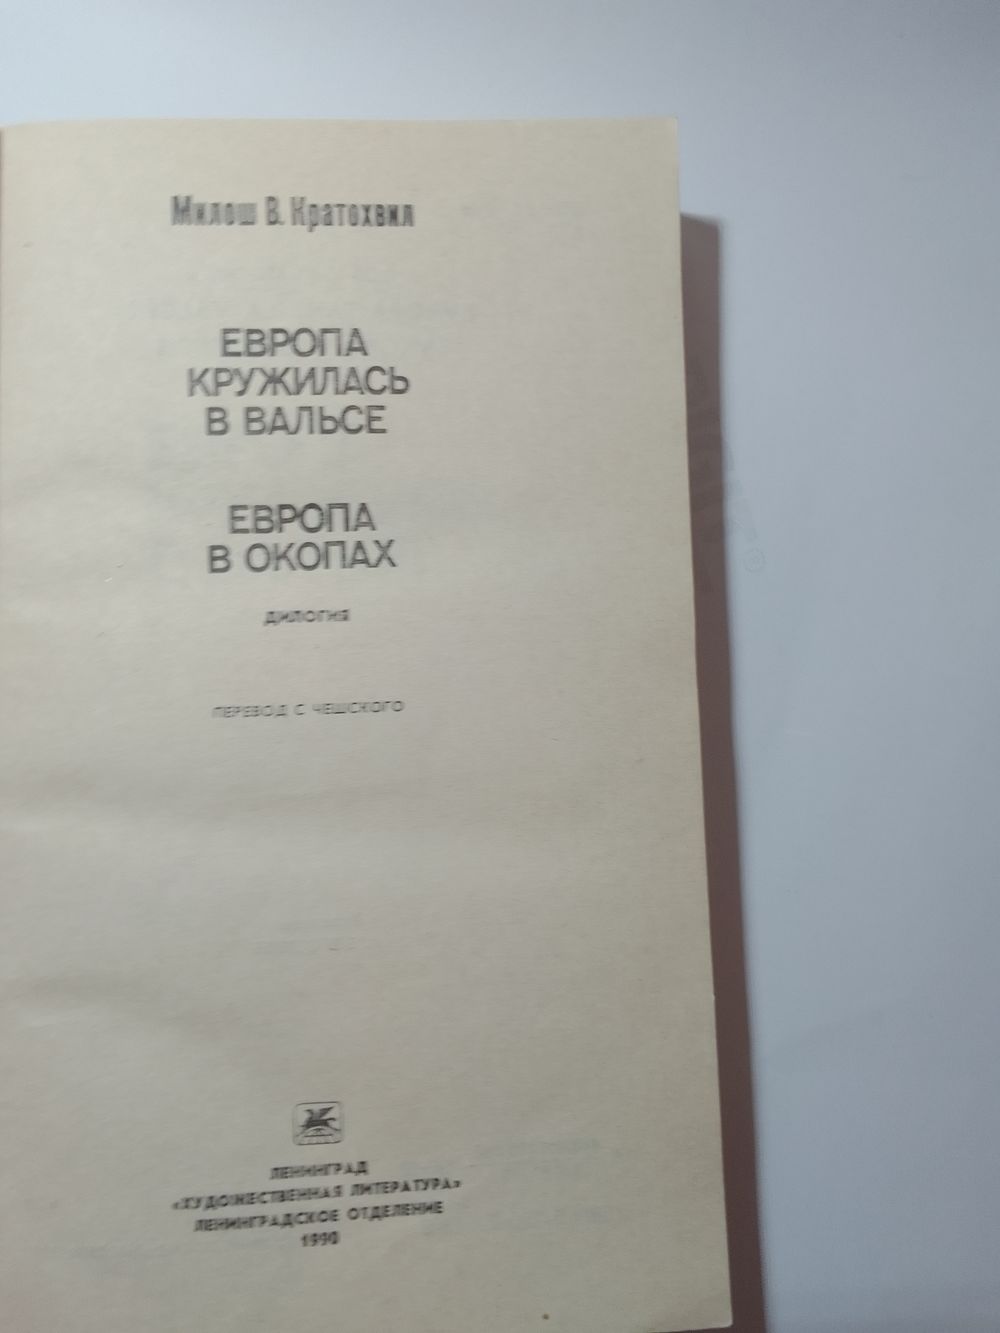 Милош В. Кратохвил
ЕВРОПА
КРУЖИЛАСЬ
В ВАЛЬСЕ
ЕВРОПА
В ОКОПАХ
ДИЛОГИЯ
ПЕРЕВОД С ЧЕШСКОГО
ЛЕНИНГРАД
«ХУДОЖЕСТВЕННАЯ ЛИТЕРАТУРА»
ЛЕНИНГРАДСКОЕ ОТДЕЛЕНИЕ
1990